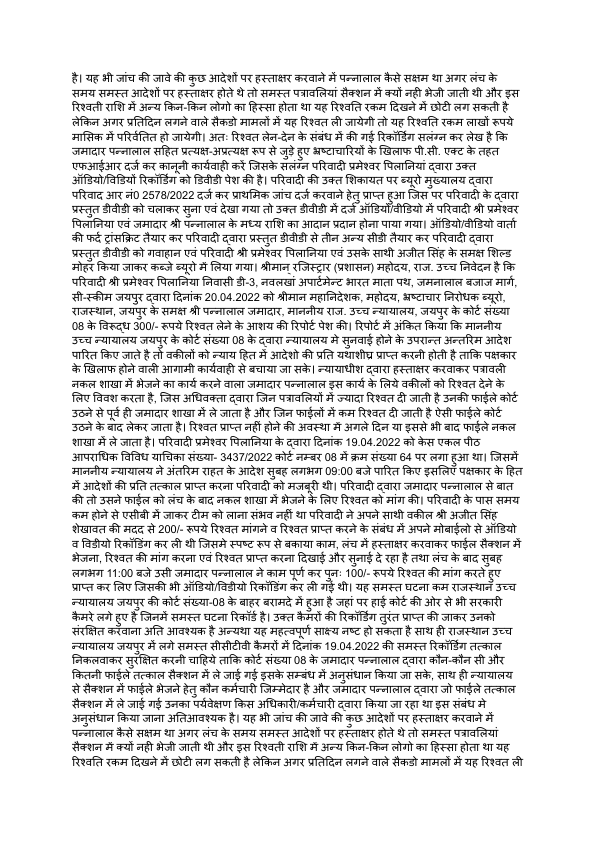 है। यह भी जांच की जावे की कुछ आदेशों पर हस्ताक्षर करवाने में पन्नालाल कैसे सक्षम था अगर लंच के
समय समस्त आदेशों पर हस्ताक्षर होते थे तो समस्त पत्रावलियां सैक्शन में क्यों नही भेजी जाती थी और इस
रिश्वती राशि में अन्य किन-किन लोगो का हिस्सा होता था यह रिश्वति रकम दिखने में छोटी लग सकती है
लेकिन अगर प्रतिदिन लगने वाले सैकडो मामलों में यह रिश्वत ली जायेगी तो यह रिश्वत रकम लाखों रूपये
मासिक में परिर्वतित हो जायेगी। अतः रिश्वत लेन-देन के संबंध में की गई रिकॉर्डिंग सलंग्न कर लेख है कि
जमादार पन्नालाल सहित प्रत्यक्ष-अप्रत्यक्ष रूप से जुड़े हुए भ्रष्टाचारियों के खिलाफ पी.सी. एक्ट के तहत
एफआईआर दर्ज कर कानूनी कार्यवाही करें जिसके सलंग्न परिवादी प्रमेश्वर पिलानियां द्वारा उक्त
ऑडियो/विडियों रिकॉर्डिंग को डिवीडी पेश की है। परिवादी की उक्त शिकायत पर ब्यूरो मुख्यालय द्वारा
परिवाद आर नं0 2578/2022 दर्ज कर प्राथमिक जांच दर्ज करवाने हेतु प्राप्त हुआ जिस पर परिवादी के द्वारा
प्रस्तुत डीवीडी को चलाकर सुना एवं देखा गया तो उक्त डीवीडी में दर्ज ऑडियो/वीडियो में परिवादी श्री प्रमेश्वर
पिलानिया एवं जमादार श्री पन्नालाल के मध्य राशि का आदान प्रदान होना पाया गया। ऑडियो/वीडियो वार्ता
की फर्द ट्रांसक्रिट तैयार कर परिवादी द्वारा प्रस्तुत डीवीडी से तीन अन्य सीडी तैयार कर परिवादी द्वारा
प्रस्तुत डीवीडी को गवाहान एवं परिवादी श्री प्रमेश्वर पिलानिया एवं उसके साथी अजीत सिंह के समक्ष शिल्ड
मोहर किया जाकर कब्जे ब्यूरो में लिया गया। श्रीमान् रजिस्ट्रार (प्रशासन) महोदय, राज. उच्च निवेदन है कि
परिवादी श्री प्रमेश्वर पिलानिया निवासी डी-3, नवलखां अपार्टमेन्ट भारत माता पथ, जमनालाल बजाज मार्ग,
सी-स्कीम जयपुर द्वारा दिनांक 20.04.2022 को श्रीमान महानिदेशक, महोदय, भ्रष्टाचार निरोधक ब्यूरो,
राजस्थान, जयपुर के समक्ष श्री पन्नालाल जमादार, माननीय राज. उच्च न्यायालय, जयपुर के कोर्ट संख्या
08 के विरूद्ध 300/- रूपये रिश्वत लेने के आशय की रिपोर्ट पेश की। रिपोर्ट में अंकित किया कि माननीय
उच्च न्यायालय जयपुर के कोर्ट संख्या 08 के द्वारा न्यायालय मे सुनवाई होने के उपरान्त अन्तरिम आदेश
पारित किए जाते है तो वकीलों को न्याय हित में आदेशो की प्रति यथाशीघ्र प्राप्त करनी होती है ताकि पक्षकार
के खिलाफ होने वाली आगामी कार्यवाही से बचाया जा सके। न्यायाधीश द्वारा हस्ताक्षर करवाकर पत्रावली
नकल शाखा में भेजने का कार्य करने वाला जमादार पन्नालाल इस कार्य के लिये वकीलों को रिश्वत देने के
लिए विवश करता है, जिस अधिवक्ता द्वारा जिन पत्रावलियों में ज्यादा रिश्वत दी जाती है उनकी फाईले कोर्ट
उठने से पूर्व ही जमादार शाखा में ले जाता है और जिन फाईलों में कम रिश्वत दी जाती है ऐसी फाईले कोर्ट
उठने के बाद लेकर जाता है। रिश्वत प्राप्त नहीं होने की अवस्था में अगले दिन या इससे भी बाद फाईले नकल
शाखा में ले जाता है। परिवादी प्रमेश्वर पिलानिया के द्वारा दिनांक 19.04.2022 को केस एकल पीठ
आपराधिक विविध याचिका संख्या- 3437/2022 कोर्ट नम्बर 08 में क्रम संख्या 64 पर लगा हुआ था। जिसमें
माननीय न्यायालय ने अंतरिम राहत के आदेश सुबह लगभग 09:00 बजे पारित किए इसलिए पक्षकार के हित
में आदेशों की प्रति तत्काल प्राप्त करना परिवादी को मजबूरी थी। परिवादी द्वारा जमादार पन्नालाल से बात
की तो उसने फाईल को लंच के बाद नकल शाखा में भेजने के लिए रिश्वत को मांग की। परिवादी के पास समय
कम होने से एसीबी में जाकर टिम को लाना संभव नहीं था परिवादी ने अपने साथी वकील श्री अजीत सिंह
शेखावत की मदद से 200/- रूपये रिश्वत मांगने व रिश्वत प्राप्त करने के संबंध में अपने मोबाईलो से ऑडियो
व विडीयो रिकॉर्डिंग कर ली थी जिसमे स्पष्ट रूप से बकाया काम, लंच में हस्ताक्षर करवाकर फाईल सैक्शन में
भेजना, रिश्वत की मांग करना एवं रिश्वत प्राप्त करना दिखाई और सुनाई दे रहा है तथा लंच के बाद सुबह
लगभग 11:00 बजे उसी जमादार पन्नालाल ने काम पूर्ण कर पुनः 100/- रूपये रिश्वत की मांग करते हुए
प्राप्त कर लिए जिसकी भी ऑडियो/विडीयो रिकॉर्डिंग कर ली गई थी। यह समस्त घटना कम राजस्थान उच्च
न्यायालय जयपुर की कोर्ट संख्या-08 के बाहर बरामदे में हुआ है जहां पर हाई कोर्ट की ओर से भी सरकारी
कैमरे लगे हुए है जिनमें समस्त घटना रिकॉर्ड है। उक्त कैमरों की रिकॉर्डिंग तुरंत प्राप्त की जाकर उनको
संरक्षित करवाना अति आवश्यक है अन्यथा यह महत्वपूर्ण साक्ष्य नष्ट हो सकता है साथ ही राजस्थान उच्च
न्यायालय जयपुर में लगे समस्त सीसीटीवी कैमरों में दिनांक 19.04.2022 की समस्त रिकॉर्डिंग तत्काल
निकलवाकर सुरक्षित करनी चाहिये ताकि कोर्ट संख्या 08 के जमादार पन्नालाल द्वारा कौन-कौन सी और
कितनी फाईले तत्काल सैक्शन में ले जाई गई इसके सम्बंध में अनुसंधान किया जा सके, साथ ही न्यायालय
से सैक्शन में फाईले भेजने हेतु कौन कर्मचारी जिम्मेदार है और जमादार पन्नालाल द्वारा जो फाईले तत्काल
सैक्शन में ले जाई गई उनका पर्यवेक्षण किस अधिकारी/कर्मचारी द्वारा किया जा रहा था इस संबंध मे
अनुसंधान किया जाना अतिआवश्यक है। यह भी जांच की जावे की कुछ आदेशों पर हस्ताक्षर करवाने में
पन्नालाल कैसे सक्षम था अगर लंच के समय समस्त आदेशों पर हस्ताक्षर होते थे तो समस्त पत्रावलियां
सैक्शन में क्यों नही भेजी जाती थी और इस रिश्वती राशि में अन्य किन-किन लोगो का हिस्सा होता था यह
रिश्वति रकम दिखने में छोटी लग सकती है लेकिन अगर प्रतिदिन लगने वाले सैकडो मामलों में यह रिश्वत ली